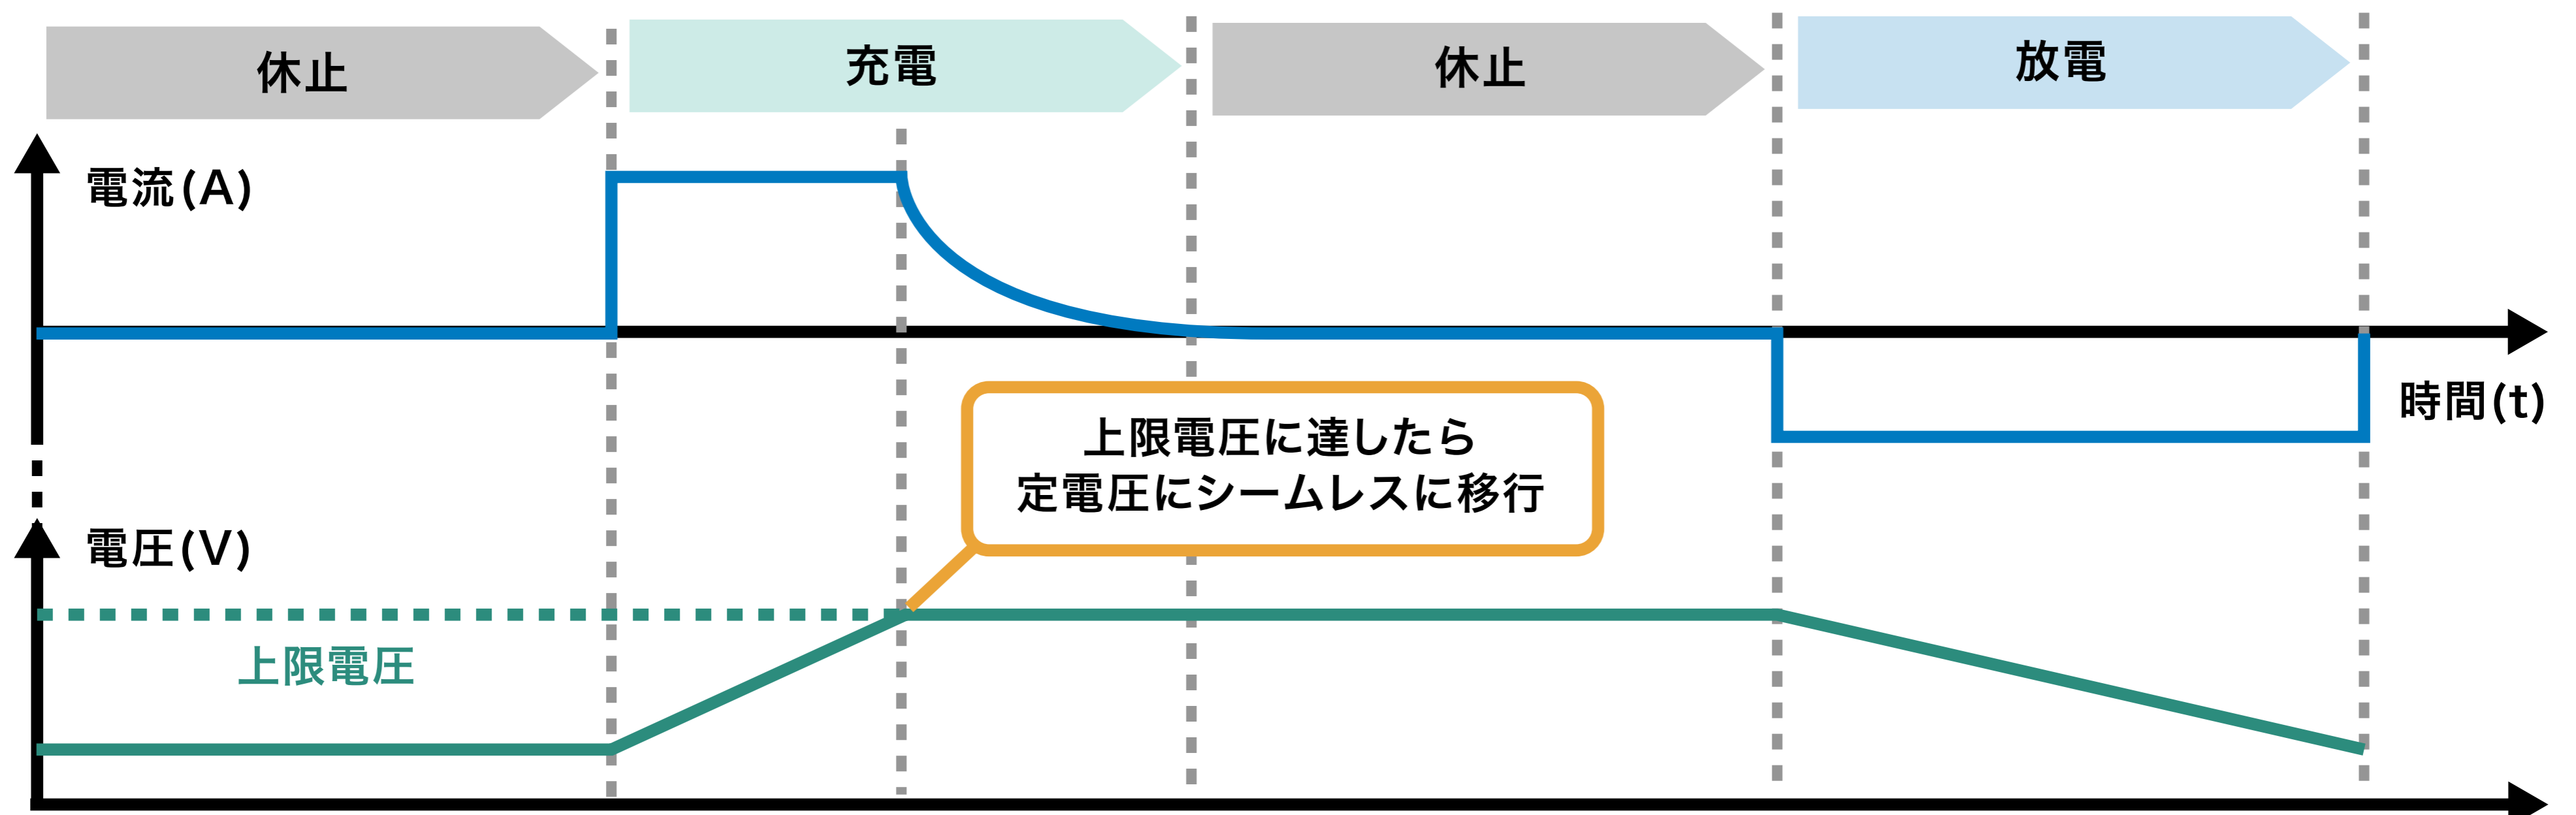 休止
充電
休止
放電
電流(A)
時間(t)
上限電圧に達したら
定電圧にシームレスに移行
電圧(V)
上限電圧